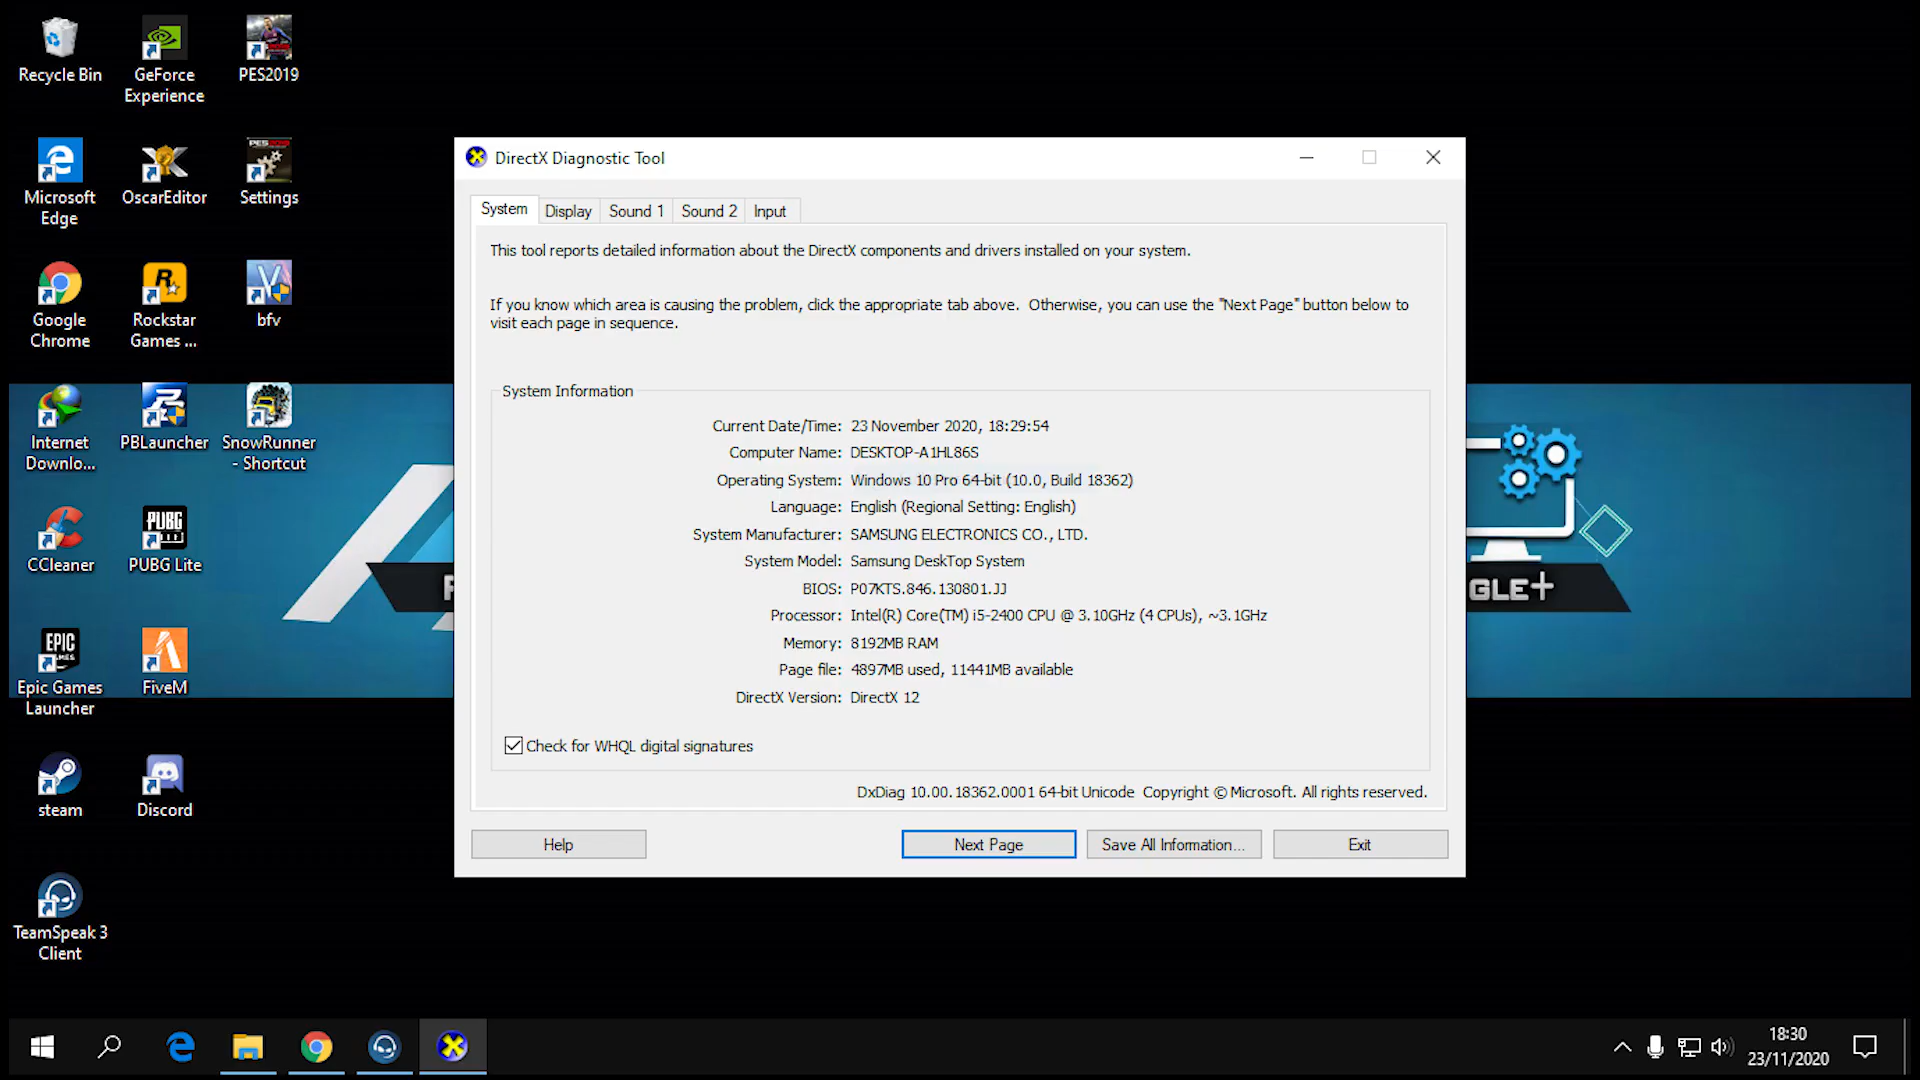 Recycle Bin
GeForce
Experience
PES2019
Microsoft
Edge
OscarEditor
Settings
Google
Chrome
Rockstar
Games ...
bfv
Internet
Downlo...
PBLauncher
SnowRunner
- Shortcut
CCleaner
PUBG Lite
Epic Games
Launcher
FiveM
steam
Discord
TeamSpeak 3
Client
DirectX Diagnostic Tool
System
Display
Sound 1
Sound 2
Input
This tool reports detailed information about the DirectX components and drivers installed on your system.
If you know which area is causing the problem, click the appropriate tab above.  Otherwise, you can use the "Next Page" button below to
visit each page in sequence.
System Information
Current Date/Time: 23 November 2020, 18:29:54
Computer Name: DESKTOP-A1HL86S
Operating System: Windows 10 Pro 64-bit (10.0, Build 18362)
Language: English (Regional Setting: English)
System Manufacturer: SAMSUNG ELECTRONICS CO., LTD.
System Model: Samsung DeskTop System
BIOS: P07KTS.846.130801.JJ
Processor: Intel(R) Core(TM) i5-2400 CPU @ 3.10GHz (4 CPUs), ~3.1GHz
Memory: 8192MB RAM
Page file: 4897MB used, 11441MB available
DirectX Version: DirectX 12
Check for WHQL digital signatures
DxDiag 10.00.18362.0001 64-bit Unicode  Copyright © Microsoft. All rights reserved.
Help
Next Page
Save All Information...
Exit
GLE+
18:30
23/11/2020